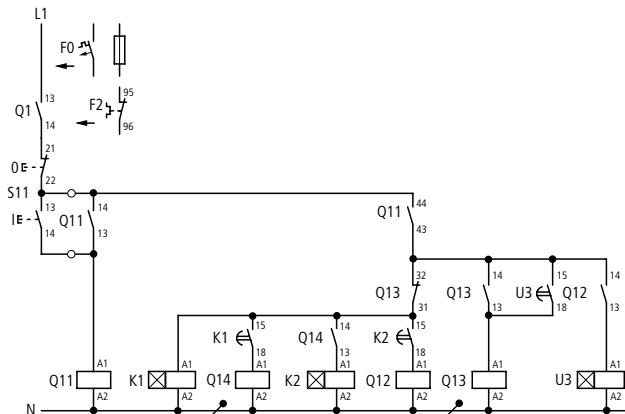 L1
F0
Q1 13 14
F2 95 96
0 E 21 22
S11
I E 13 14
Q11 14 13
Q11 44 43
Q13 32 31
Q13 14 13
U3 15 18
Q12 14 13
K1 15 18
Q14 14 13
K2 15 18
Q11 A1 A2
K1 A1 A2
Q14 A1 A2
K2 A1 A2
Q12 A1 A2
Q13 A1 A2
U3 A1 A2
N